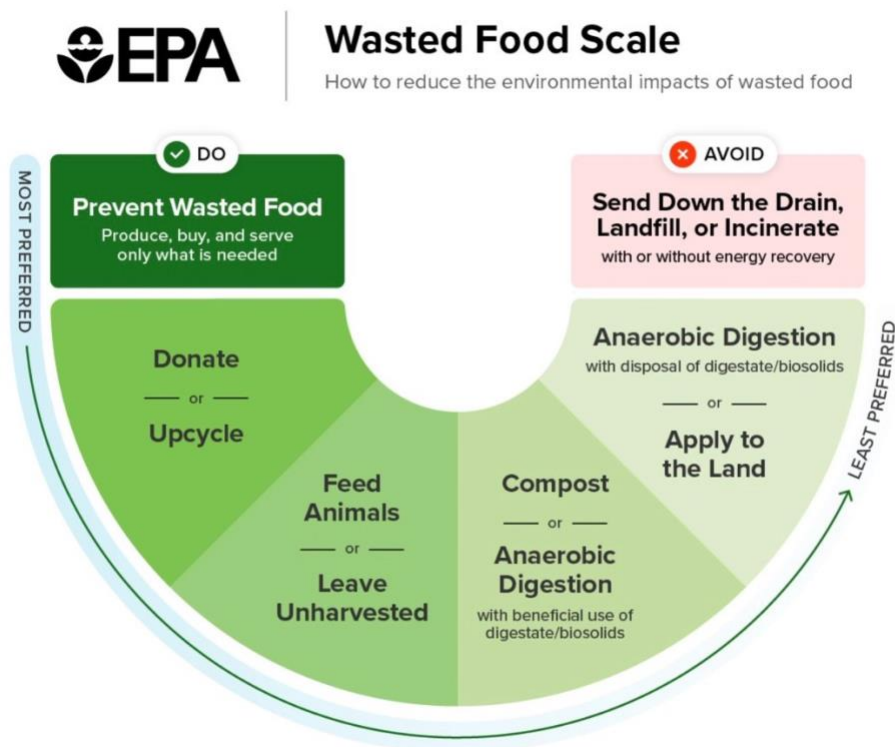 EPA
Wasted Food Scale
How to reduce the environmental impacts of wasted food
DO
AVOID
MOST PREFERRED
Prevent Wasted Food
Produce, buy, and serve
only what is needed
Send Down the Drain,
Landfill, or Incinerate
with or without energy recovery
Donate
or
Upcycle
Feed
Animals
or
Leave
Unharvested
Compost
or
Anaerobic
Digestion
with beneficial use of
digestate/biosolids
Anaerobic Digestion
with disposal of digestate/biosolids
or
Apply to
the Land
LEAST PREFERRED